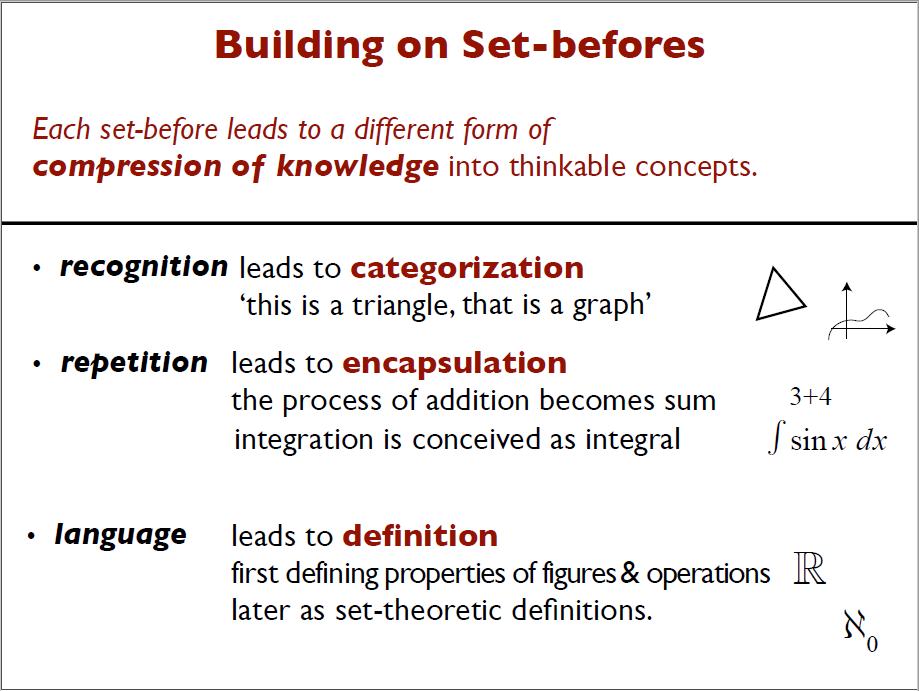 Building on Set-befores
Each set-before leads to a different form of
compression of knowledge into thinkable concepts.
• recognition leads to categorization
‘this is a triangle, that is a graph’
• repetition leads to encapsulation
the process of addition becomes sum
3+4
integration is conceived as integral
∫ sin x dx
• language leads to definition
first defining properties of figures & operations
ℝ
later as set-theoretic definitions.
ℵ₀